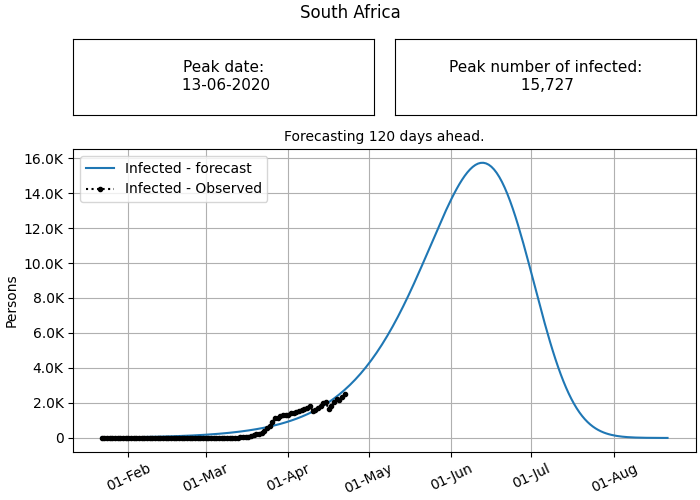 South Africa
Peak date:
13-06-2020
Peak number of infected:
15,727
Forecasting 120 days ahead.
Infected - forecast
Infected - Observed
16.0K
14.0K
12.0K
10.0K
8.0K
6.0K
4.0K
2.0K
0
Persons
01-Feb
01-Mar
01-Apr
01-May
01-Jun
01-Jul
01-Aug